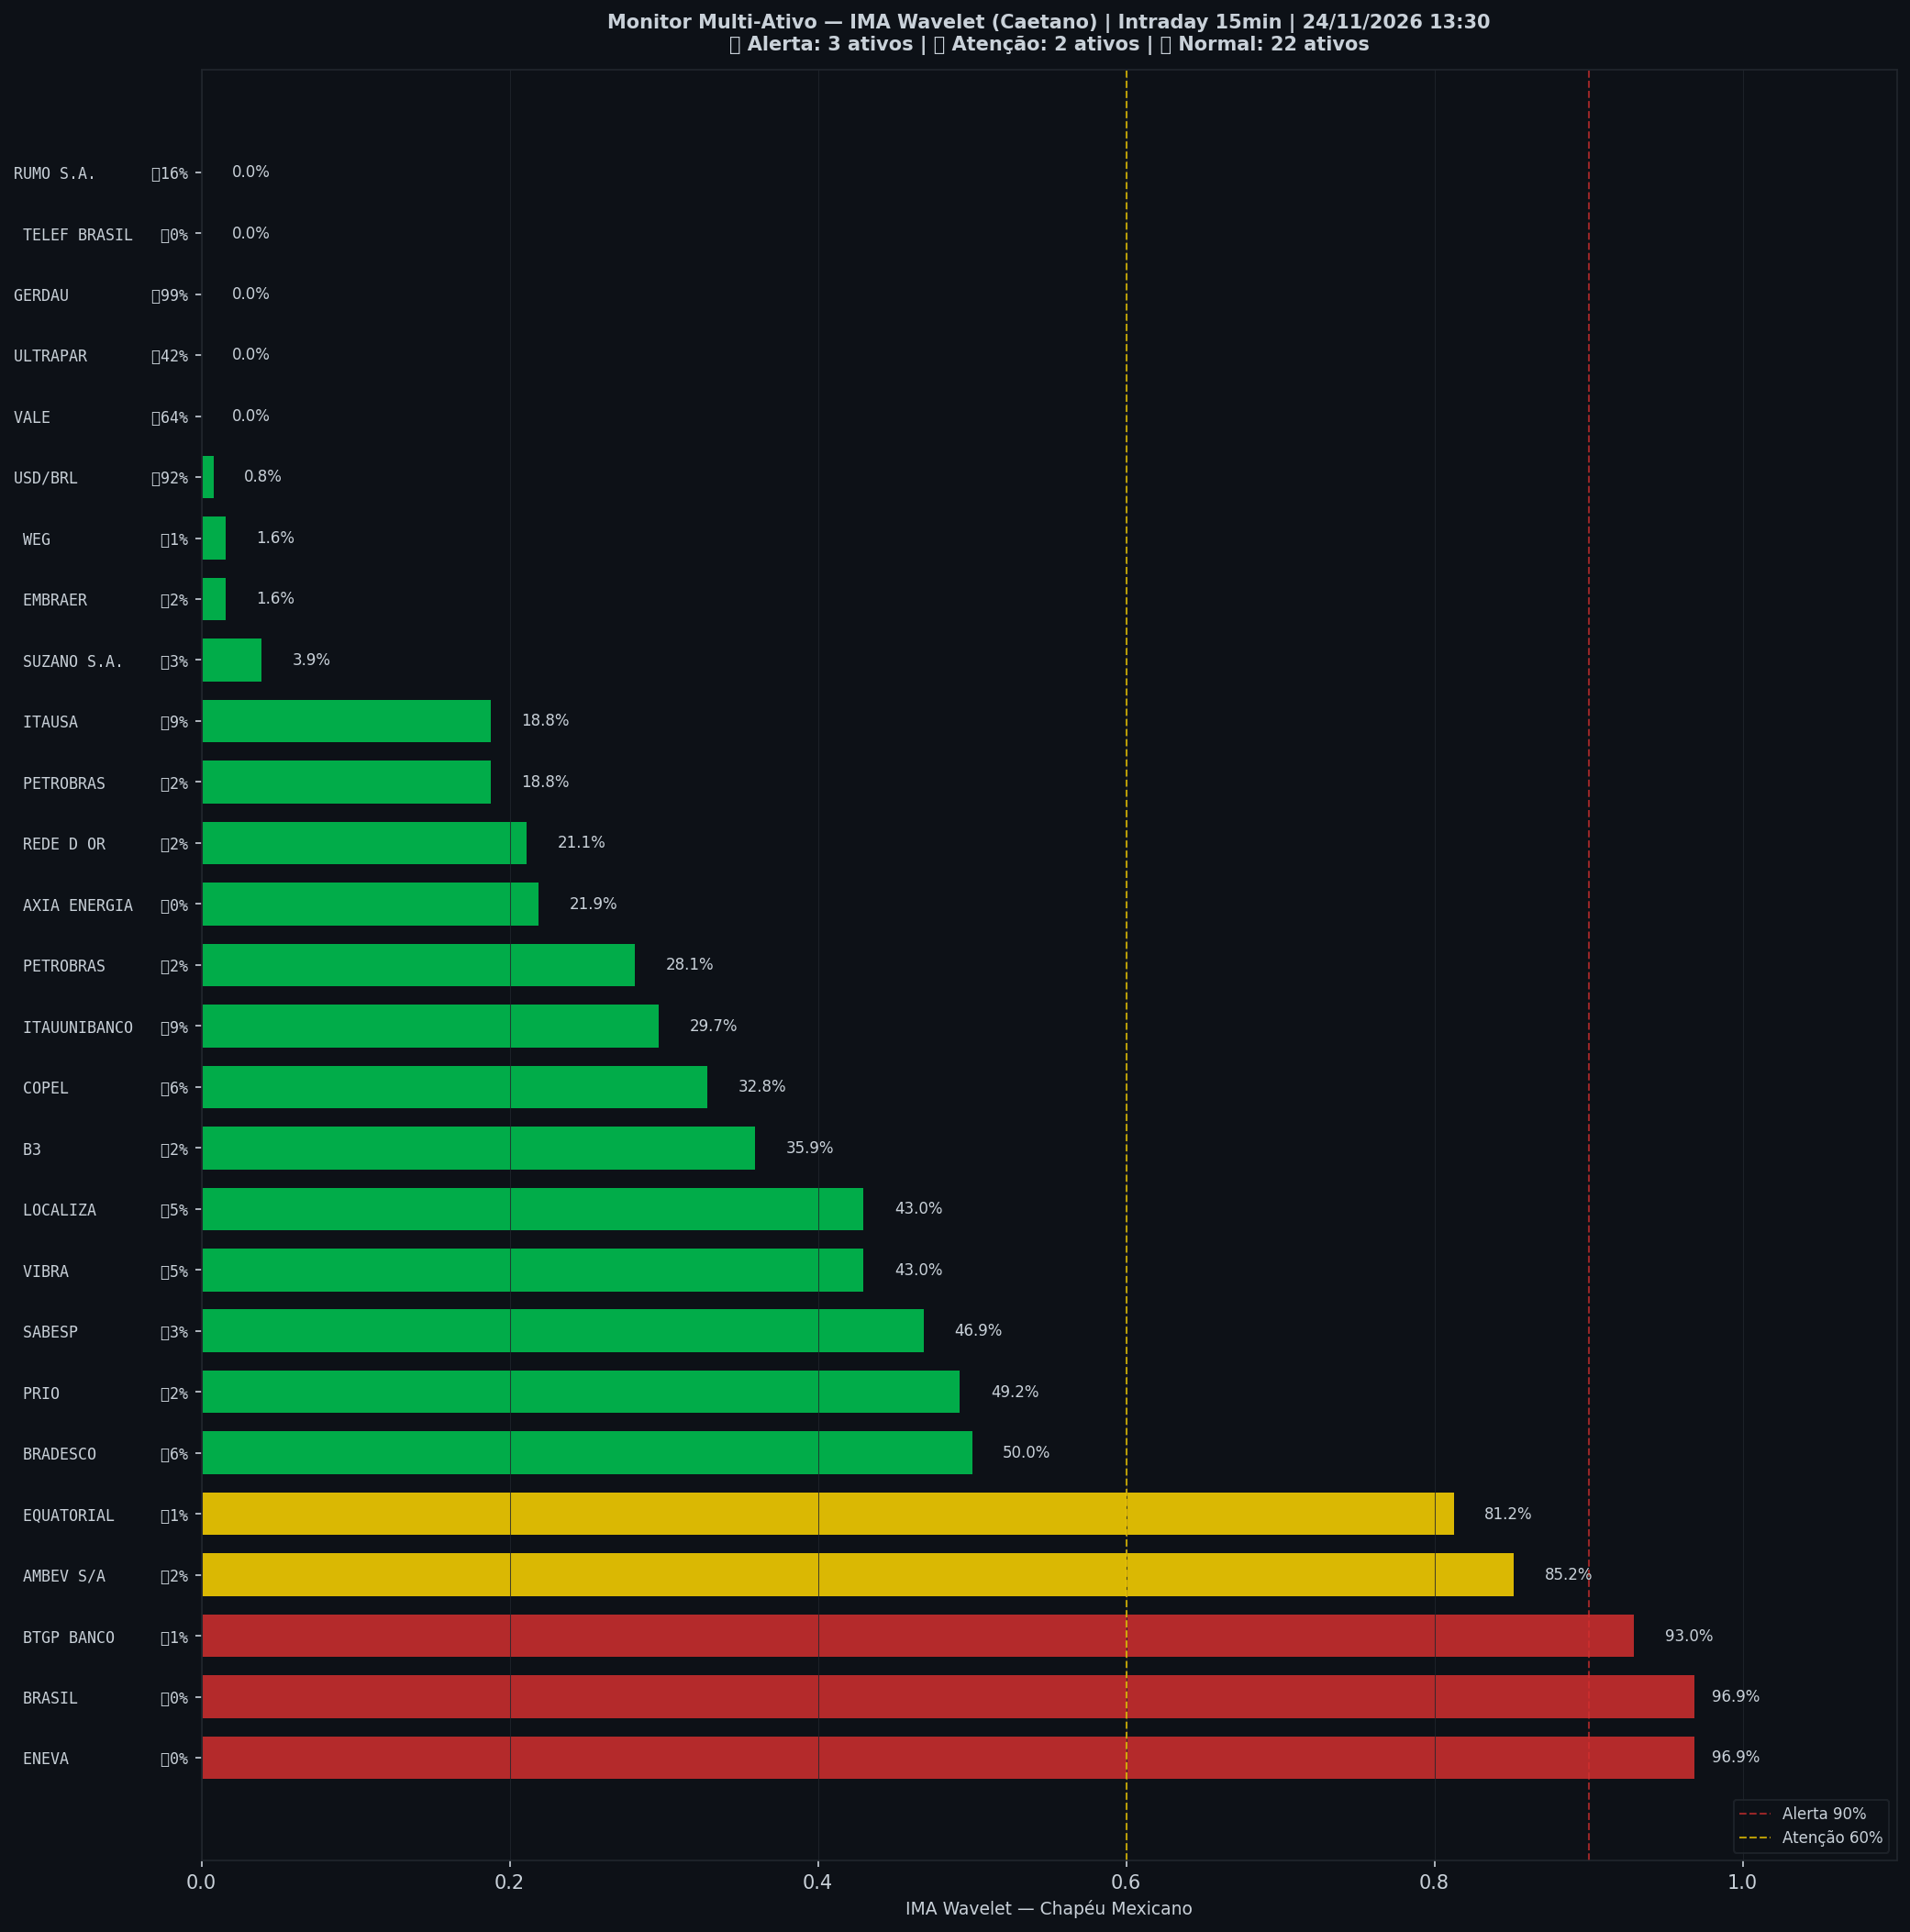 Monitor Multi-Ativo — IMA Wavelet (Caetano) | Intraday 15min | 24/11/2026 13:30
Alerta: 3 ativos | Atenção: 2 ativos | Normal: 22 ativos
RUMO S.A. 16% 0.0%
TELEF BRASIL 0% 0.0%
GERDAU 99% 0.0%
ULTRAPAR 42% 0.0%
VALE 64% 0.0%
USD/BRL 92% 0.8%
WEG 1% 1.6%
EMBRAER 2% 1.6%
SUZANO S.A. 3% 3.9%
ITAUSA 9% 18.8%
PETROBRAS 2% 18.8%
REDE D OR 2% 21.1%
AXIA ENERGIA 0% 21.9%
PETROBRAS 2% 28.1%
ITAUUNIBANCO 9% 29.7%
COPEL 6% 32.8%
B3 2% 35.9%
LOCALIZA 5% 43.0%
VIBRA 5% 43.0%
SABESP 3% 46.9%
PRIO 2% 49.2%
BRADESCO 6% 50.0%
EQUATORIAL 1% 81.2%
AMBEV S/A 2% 85.2%
BTGP BANCO 1% 93.0%
BRASIL 0% 96.9%
ENEVA 0% 96.9%
Alerta 90%
Atenção 60%
0.0 0.2 0.4 0.6 0.8 1.0
IMA Wavelet — Chapéu Mexicano